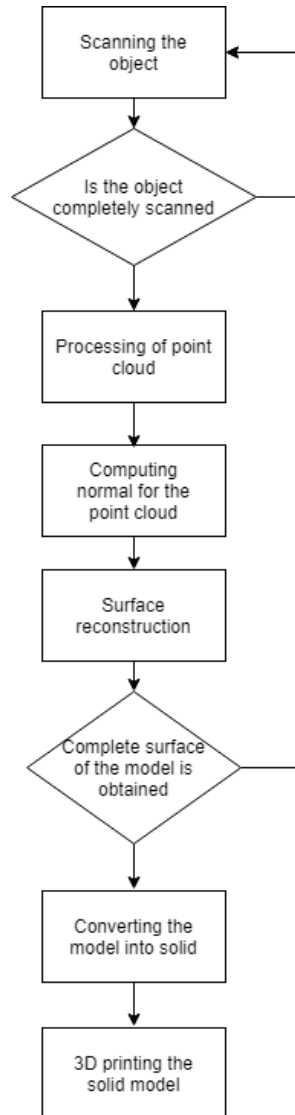 Scanning the
object
Is the object
completely scanned
Processing of point
cloud
Computing
normal for the
point cloud
Surface
reconstruction
Complete surface
of the model is
obtained
Converting the
model into solid
3D printing the
solid model